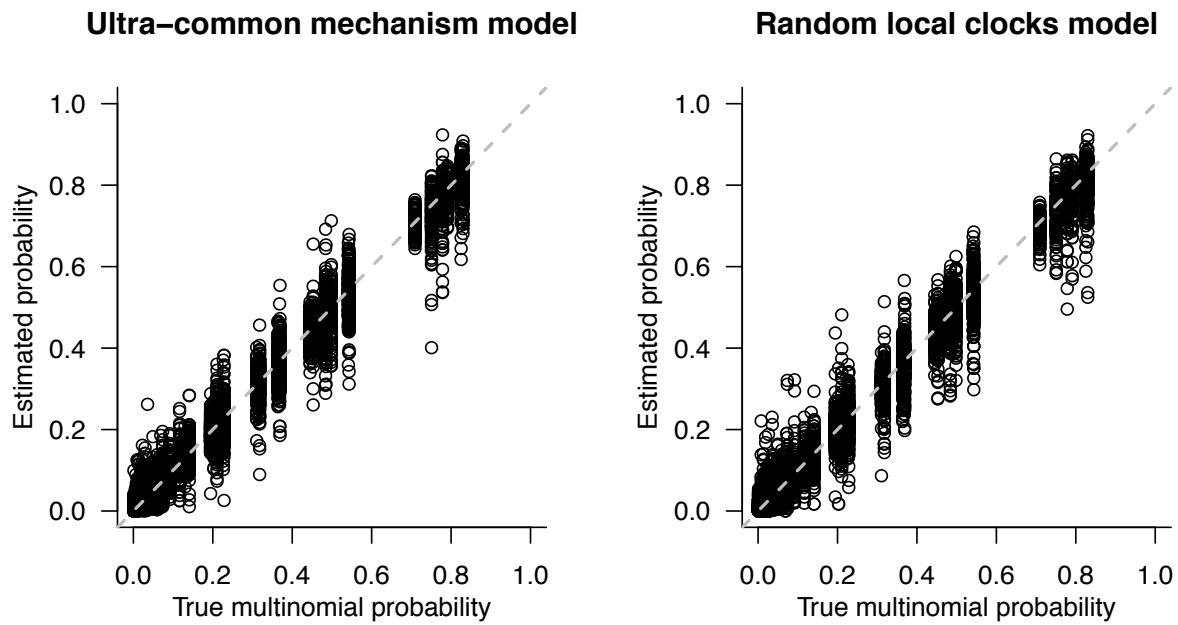 Ultra−common mechanism model
Estimated probability
1.0
0.8
0.6
0.4
0.2
0.0
0.0 0.2 0.4 0.6 0.8 1.0
True multinomial probability
Random local clocks model
Estimated probability
1.0
0.8
0.6
0.4
0.2
0.0
0.0 0.2 0.4 0.6 0.8 1.0
True multinomial probability